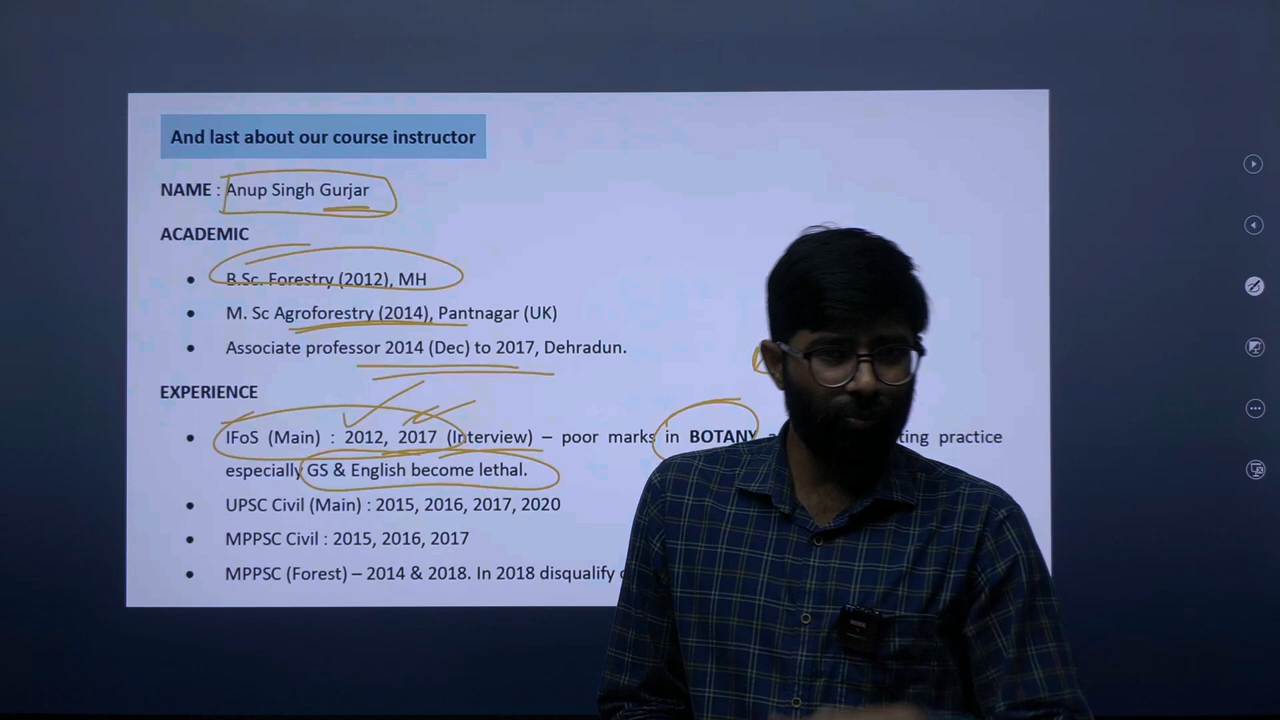 And last about our course instructor
NAME : Anup Singh Gurjar
ACADEMIC
• B.Sc. Forestry (2012), MH
• M. Sc Agroforestry (2014), Pantnagar (UK)
• Associate professor 2014 (Dec) to 2017, Dehradun.
EXPERIENCE
• IFoS (Main) : 2012, 2017 (Interview) – poor marks in BOTANY practice
especially GS & English become lethal.
• UPSC Civil (Main) : 2015, 2016, 2017, 2020
• MPPSC Civil : 2015, 2016, 2017
• MPPSC (Forest) – 2014 & 2018. In 2018 disqualify